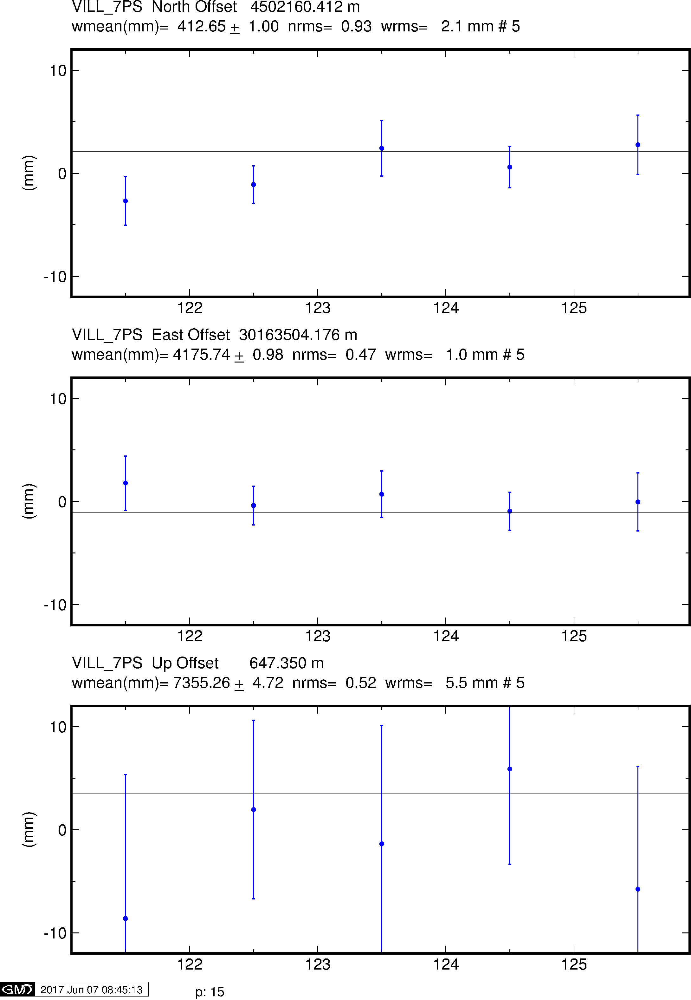 VILL_7PS North Offset 4502160.412 m
wmean(mm)= 412.65 ± 1.00 nrms= 0.93 wrms= 2.1 mm # 5
10
0
-10
(mm)
122 123 124 125
VILL_7PS East Offset 30163504.176 m
wmean(mm)= 4175.74 ± 0.98 nrms= 0.47 wrms= 1.0 mm # 5
10
0
-10
(mm)
122 123 124 125
VILL_7PS Up Offset 647.350 m
wmean(mm)= 7355.26 ± 4.72 nrms= 0.52 wrms= 5.5 mm # 5
10
0
-10
(mm)
122 123 124 125
GMT 2017 Jun 07 08:45:13 p: 15